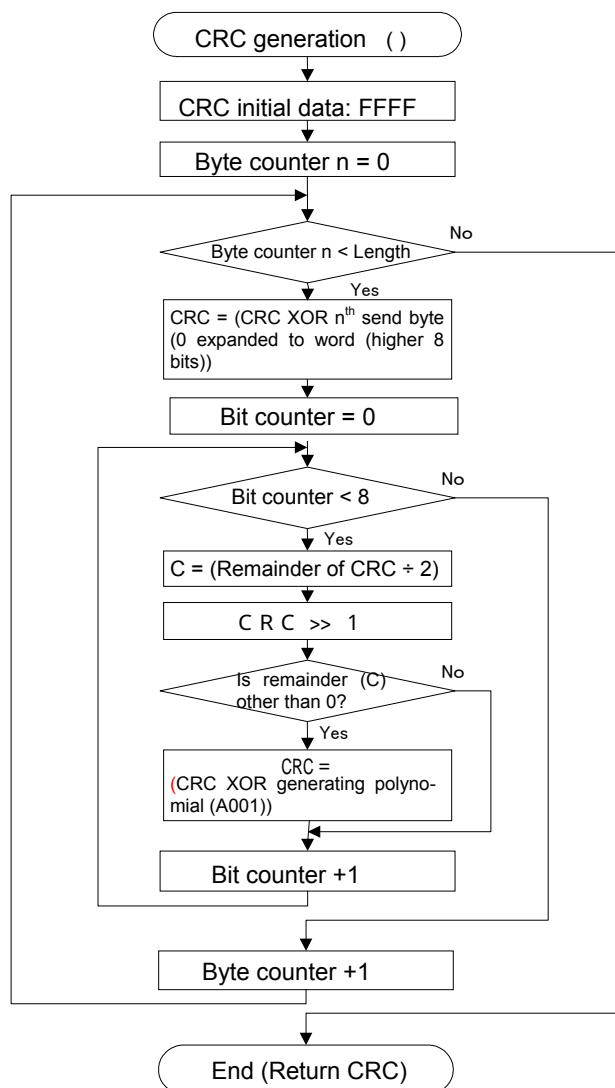 CRC generation ( )
CRC initial data: FFFF
Byte counter n = 0
Byte counter n < Length
No
Yes
CRC = (CRC XOR nth send byte
(0 expanded to word (higher 8
bits))
Bit counter = 0
No
Bit counter < 8
Yes
C = (Remainder of CRC ÷ 2)
C R C >> 1
Is remainder (C)
other than 0?
No
Yes
CRC =
(CRC XOR generating polyno-
mial (A001))
Bit counter +1
Byte counter +1
End (Return CRC)